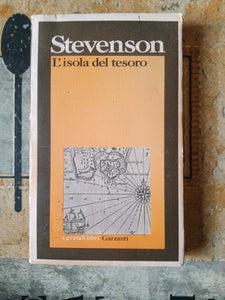 Stevenson
L'isola del tesoro
i grandi libri Garzanti